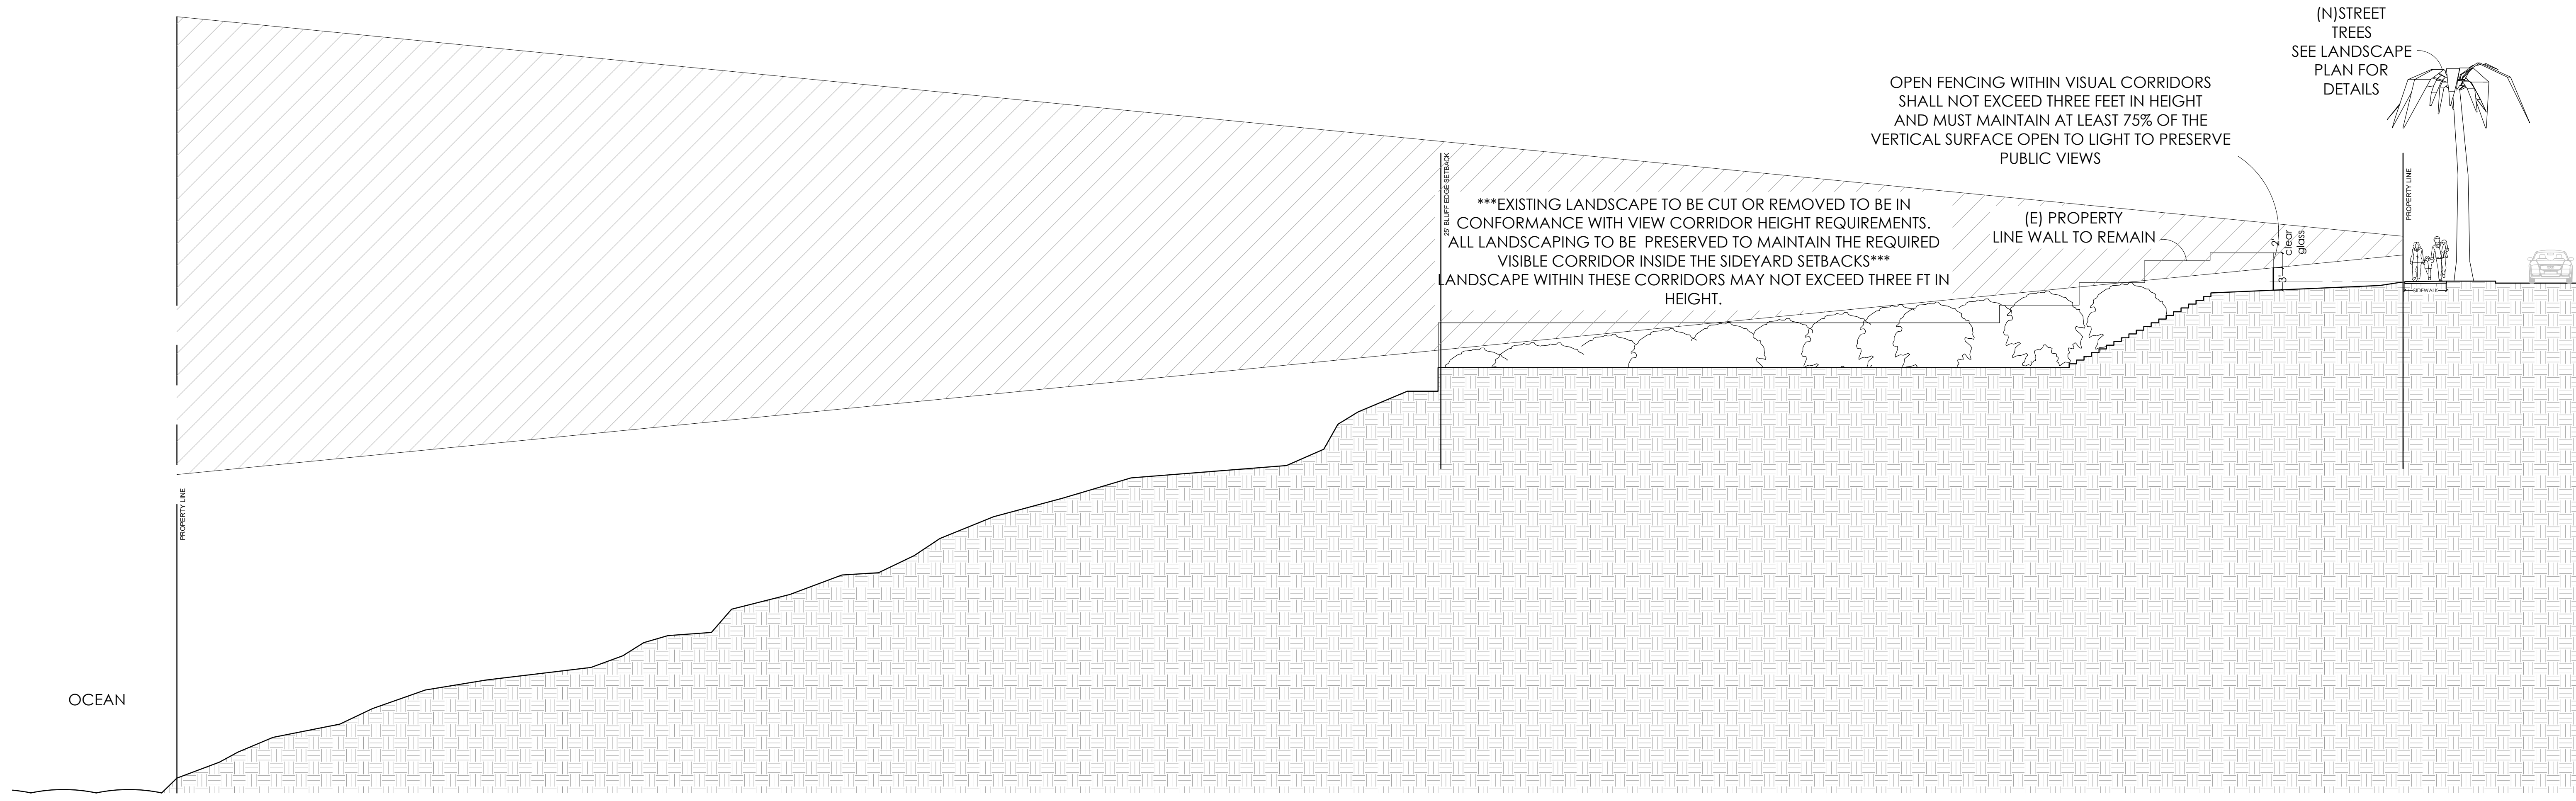 (N)STREET
TREES
SEE LANDSCAPE
PLAN FOR
DETAILS
OPEN FENCING WITHIN VISUAL CORRIDORS
SHALL NOT EXCEED THREE FEET IN HEIGHT
AND MUST MAINTAIN AT LEAST 75% OF THE
VERTICAL SURFACE OPEN TO LIGHT TO PRESERVE
PUBLIC VIEWS
25' BLUFF EDGE SETBACK
***EXISTING LANDSCAPE TO BE CUT OR REMOVED TO BE IN
CONFORMANCE WITH VIEW CORRIDOR HEIGHT REQUIREMENTS.
ALL LANDSCAPING TO BE PRESERVED TO MAINTAIN THE REQUIRED
VISIBLE CORRIDOR INSIDE THE SIDEYARD SETBACKS***
LANDSCAPE WITHIN THESE CORRIDORS MAY NOT EXCEED THREE FT IN
HEIGHT.
(E) PROPERTY
LINE WALL TO REMAIN
2'
clear
glass
3'
PROPERTY LINE
SIDEWALK
PROPERTY LINE
OCEAN